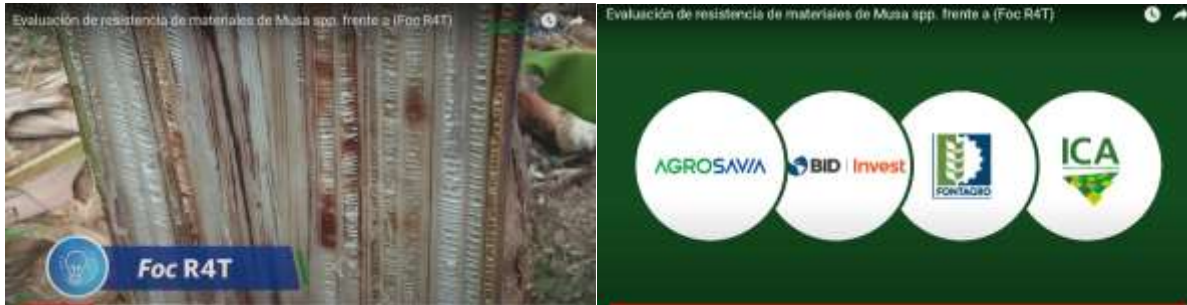 Evaluación de resistencia de materiales de Musa spp. frente a (Foc R4T)
Foc R4T
Evaluación de resistencia de materiales de Musa spp. frente a (Foc R4T)
AGROSAVIA
BID Invest
FONTAGRO
ICA